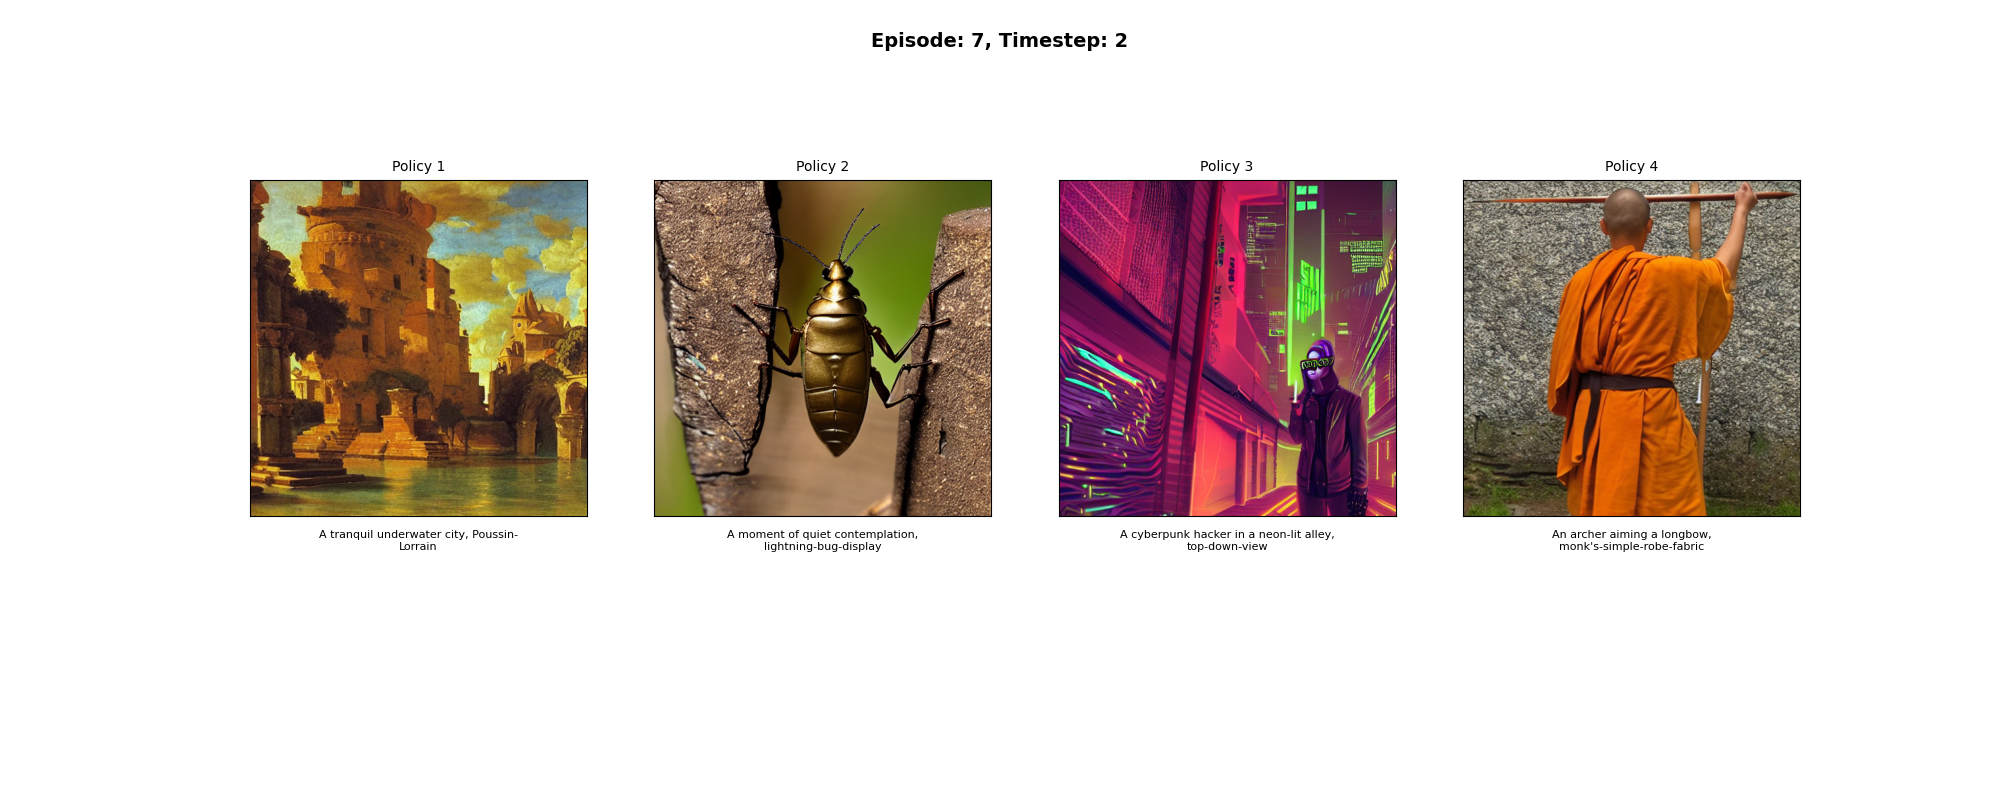 Episode: 7, Timestep: 2
Policy 1
Policy 2
Policy 3
Policy 4
A tranquil underwater city, Poussin-
Lorrain
A moment of quiet contemplation,
lightning-bug-display
A cyberpunk hacker in a neon-lit alley,
top-down-view
An archer aiming a longbow,
monk's-simple-robe-fabric